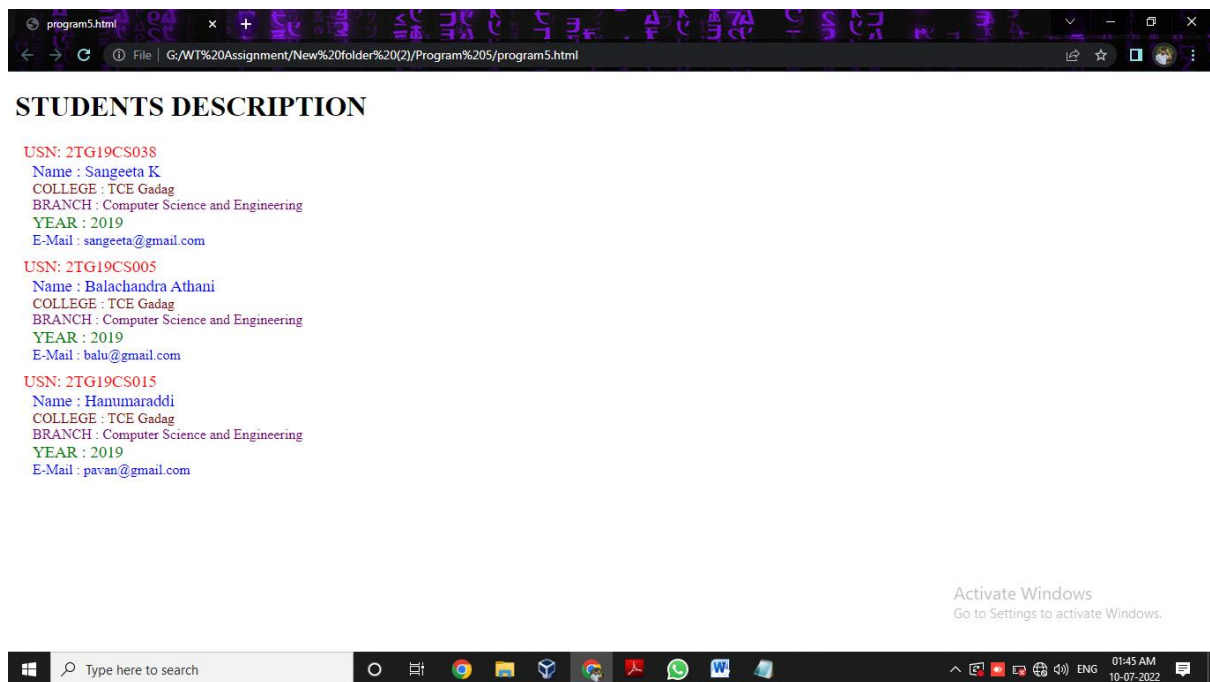 program5.html
File | G:/WT%20Assignment/New%20folder%20(2)/Program%205/program5.html
STUDENTS DESCRIPTION
USN: 2TG19CS038
Name : Sangeeta K
COLLEGE : TCE Gadag
BRANCH : Computer Science and Engineering
YEAR : 2019
E-Mail : sangeeta@gmail.com
USN: 2TG19CS005
Name : Balachandra Athani
COLLEGE : TCE Gadag
BRANCH : Computer Science and Engineering
YEAR : 2019
E-Mail : balu@gmail.com
USN: 2TG19CS015
Name : Hanumaraddi
COLLEGE : TCE Gadag
BRANCH : Computer Science and Engineering
YEAR : 2019
E-Mail : pavan@gmail.com
Activate Windows
Go to Settings to activate Windows.
Type here to search
ENG
01:45 AM
10-07-2022